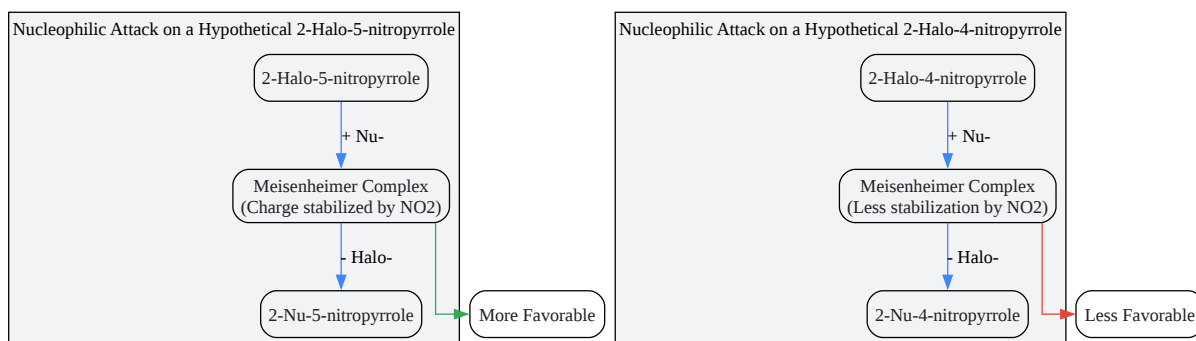 Nucleophilic Attack on a Hypothetical 2-Halo-5-nitropyrrole
2-Halo-5-nitropyrrole
+ Nu-
Meisenheimer Complex
(Charge stabilized by NO2)
- Halo-
2-Nu-5-nitropyrrole
More Favorable
Nucleophilic Attack on a Hypothetical 2-Halo-4-nitropyrrole
2-Halo-4-nitropyrrole
+ Nu-
Meisenheimer Complex
(Less stabilization by NO2)
- Halo-
2-Nu-4-nitropyrrole
Less Favorable